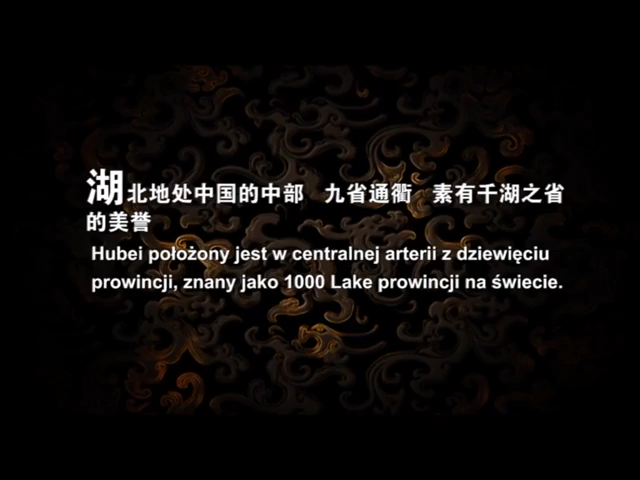 湖北地处中国的中部 九省通衢 素有千湖之省
的美誉
Hubei położony jest w centralnej arterii z dziewięciu
prowincji, znany jako 1000 Lake prowincji na świecie.